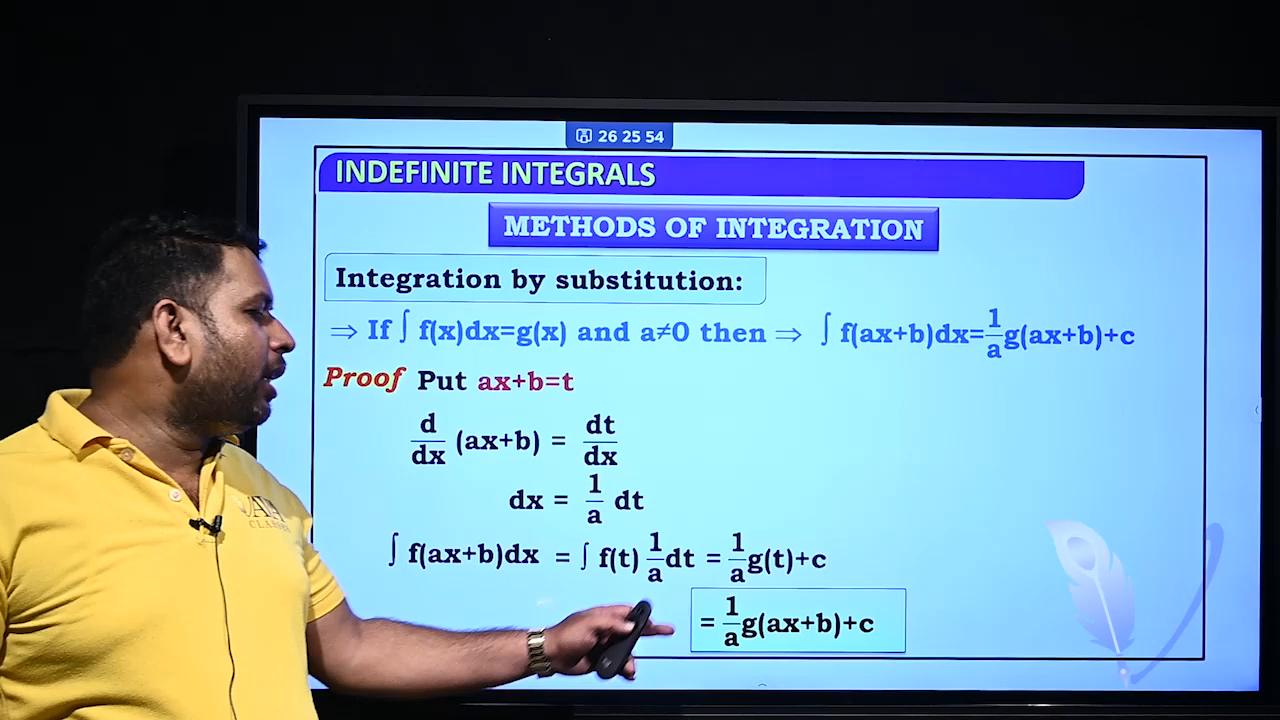 26 25 54
INDEFINITE INTEGRALS
METHODS OF INTEGRATION
Integration by substitution:
⇒ If ∫ f(x)dx=g(x) and a≠0 then ⇒ ∫ f(ax+b)dx=1/a g(ax+b)+c
Proof Put ax+b=t
d/dx (ax+b) = dt/dx
dx = 1/a dt
∫ f(ax+b)dx = ∫ f(t) 1/a dt = 1/a g(t)+c
= 1/a g(ax+b)+c